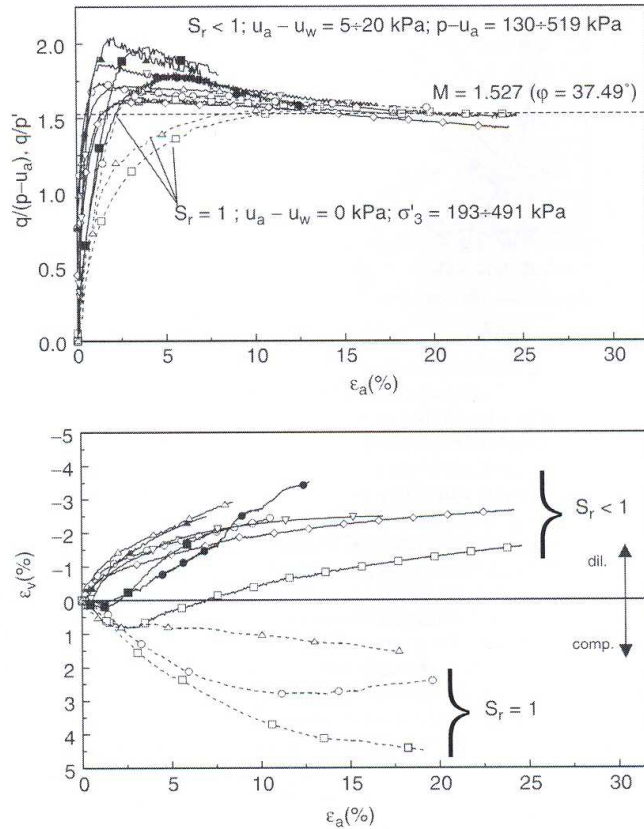 S_r < 1; u_a – u_w = 5÷20 kPa; p–u_a = 130÷519 kPa
M = 1.527 (φ = 37.49°)
S_r = 1 ; u_a – u_w = 0 kPa; σ'_3 = 193÷491 kPa
q/(p–u_a), q/p'
2.0
1.5
1.0
0.5
0.0
0 5 10 15 20 25 30
ε_a(%)
-5
-4
-3
-2
-1
0
1
2
3
4
5
ε_v(%)
S_r < 1
dil.
comp.
S_r = 1
0 5 10 15 20 25 30
ε_a(%)